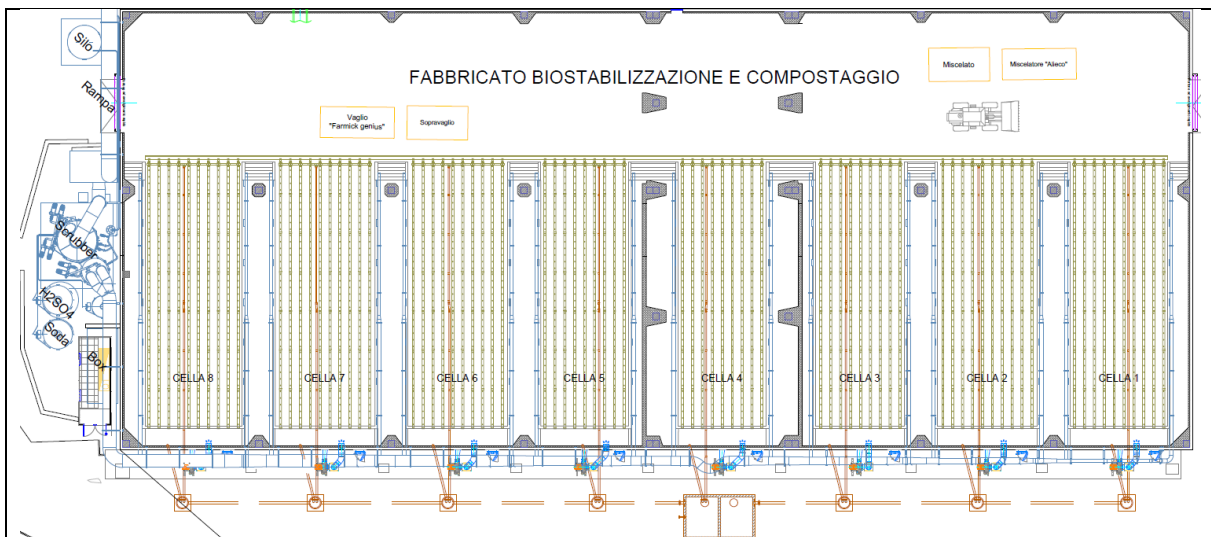 Silò
Rampa
FABBRICATO BIOSTABILIZZAZIONE E COMPOSTAGGIO
Miscelato
Miscelatore "Alieco"
Vaglio
"Farmick genius"
Sopravaglio
Scrubber
H2SO4
Soda
Box
CELLA 8
CELLA 7
CELLA 6
CELLA 5
CELLA 4
CELLA 3
CELLA 2
CELLA 1